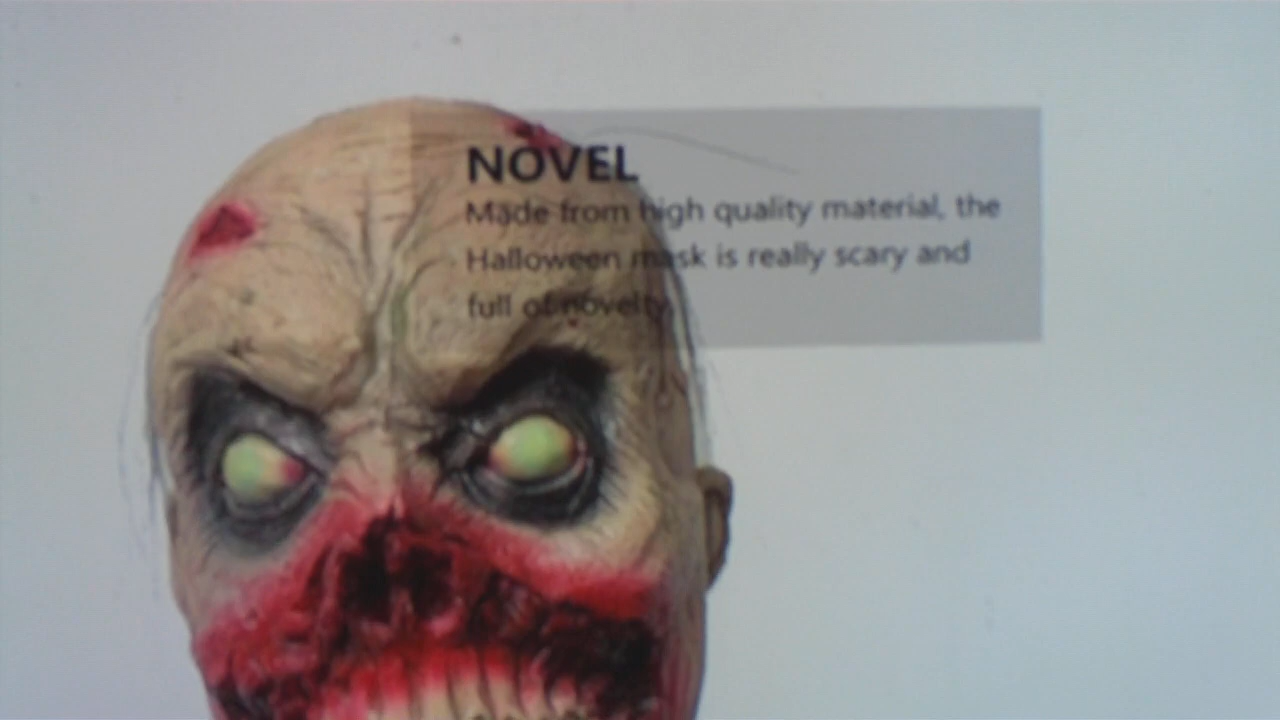 NOVEL
Made from high quality material, the
Halloween mask is really scary and
full of novelty.